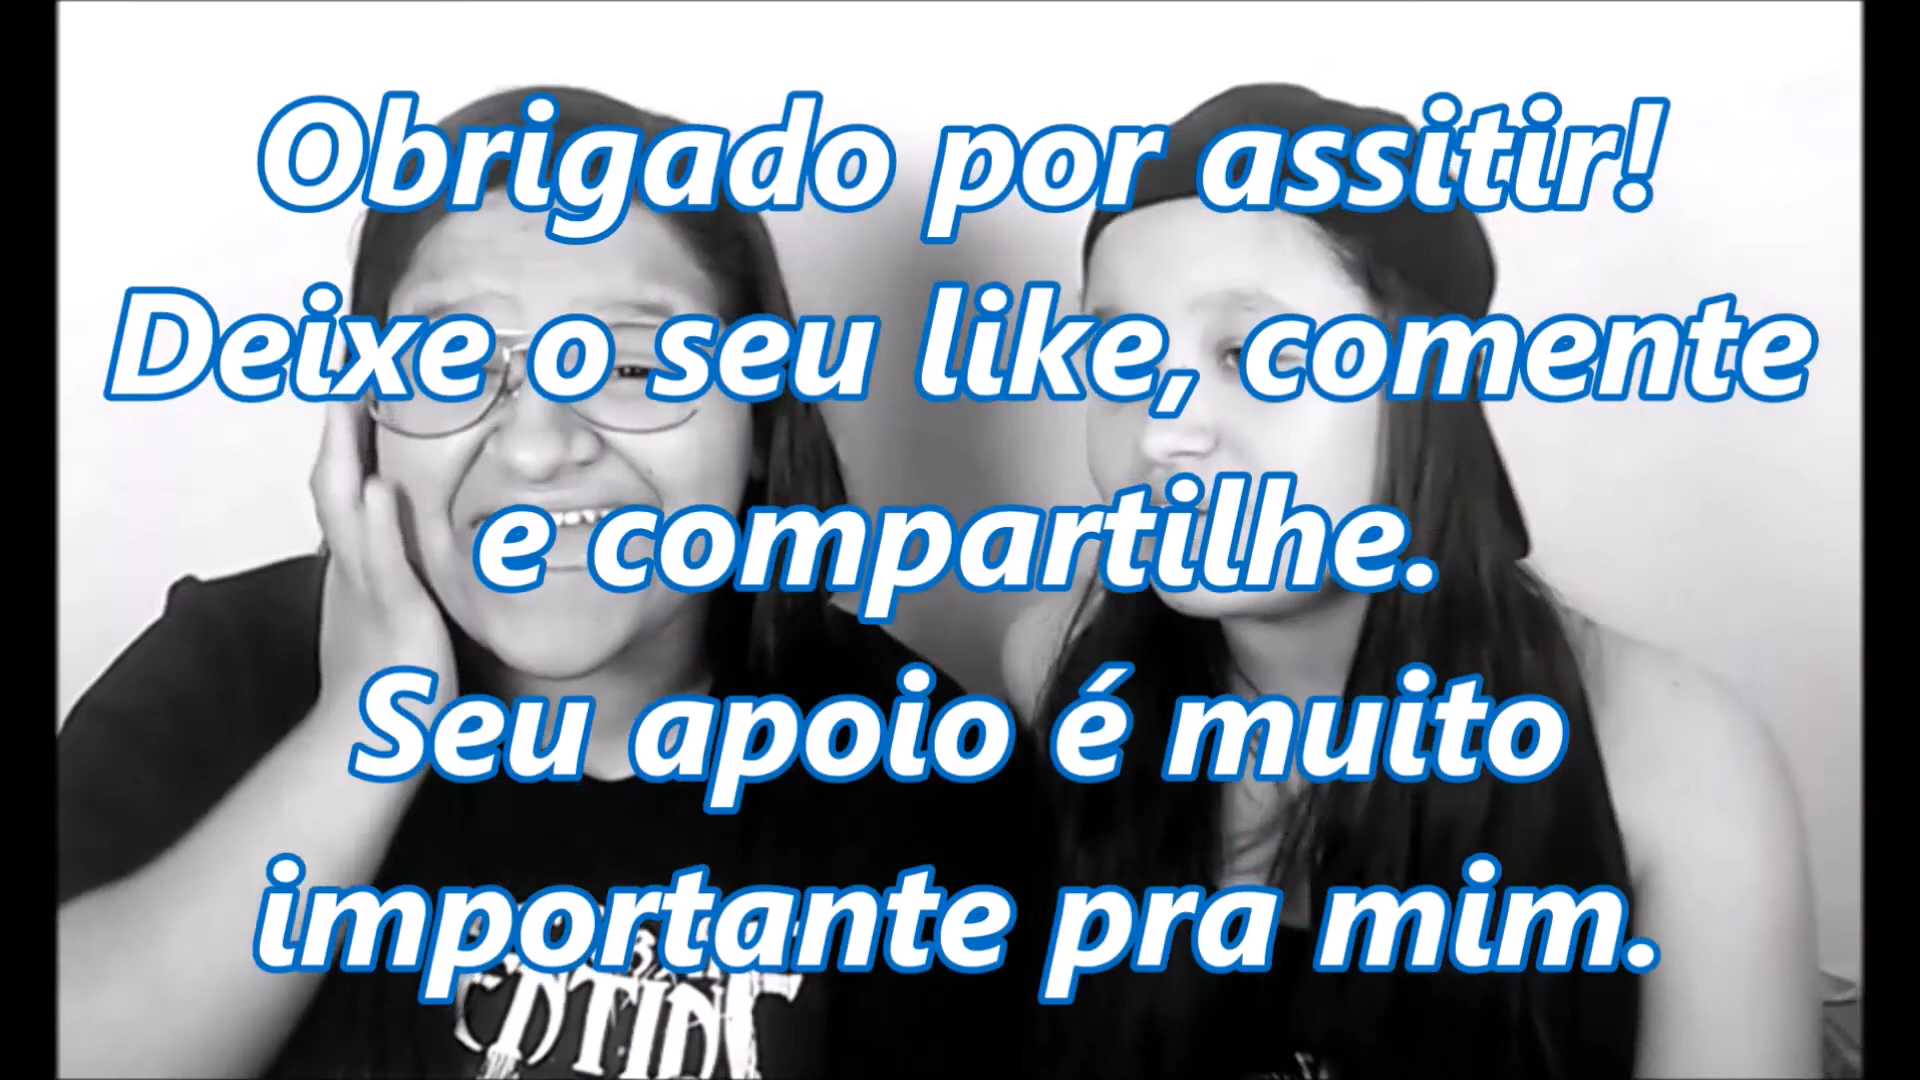 Obrigado por assitir!
Deixe o seu like, comente
e compartilhe.
Seu apoio é muito
importante pra mim.